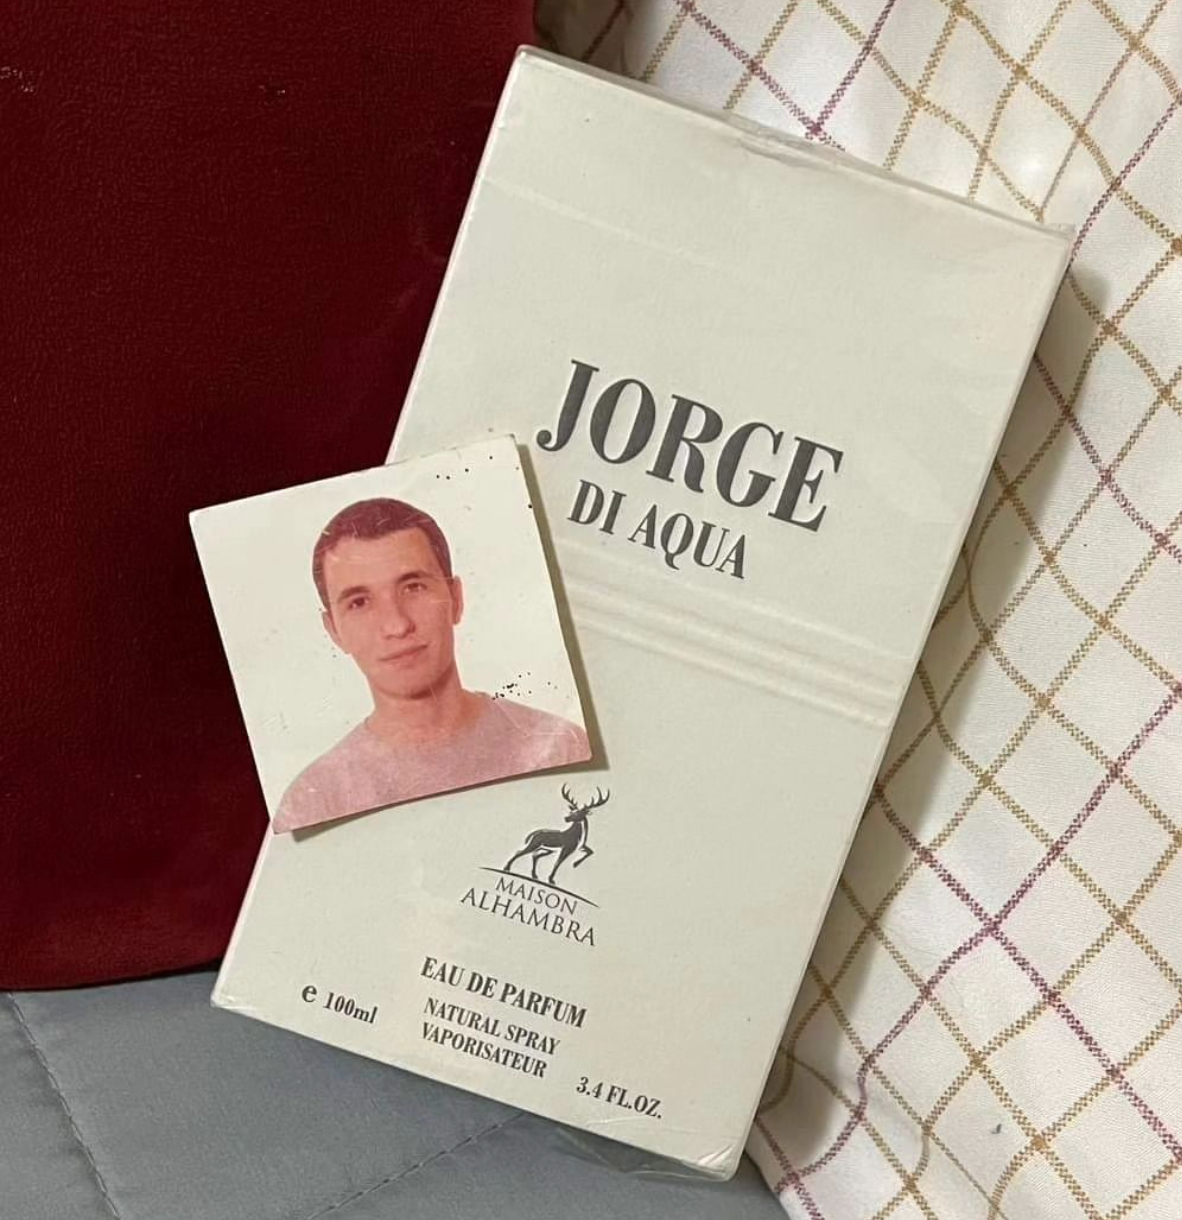 JORGE
DI AQUA
MAISON
ALHAMBRA
EAU DE PARFUM
e 100ml
NATURAL SPRAY
VAPORISATEUR
3.4 FL.OZ.